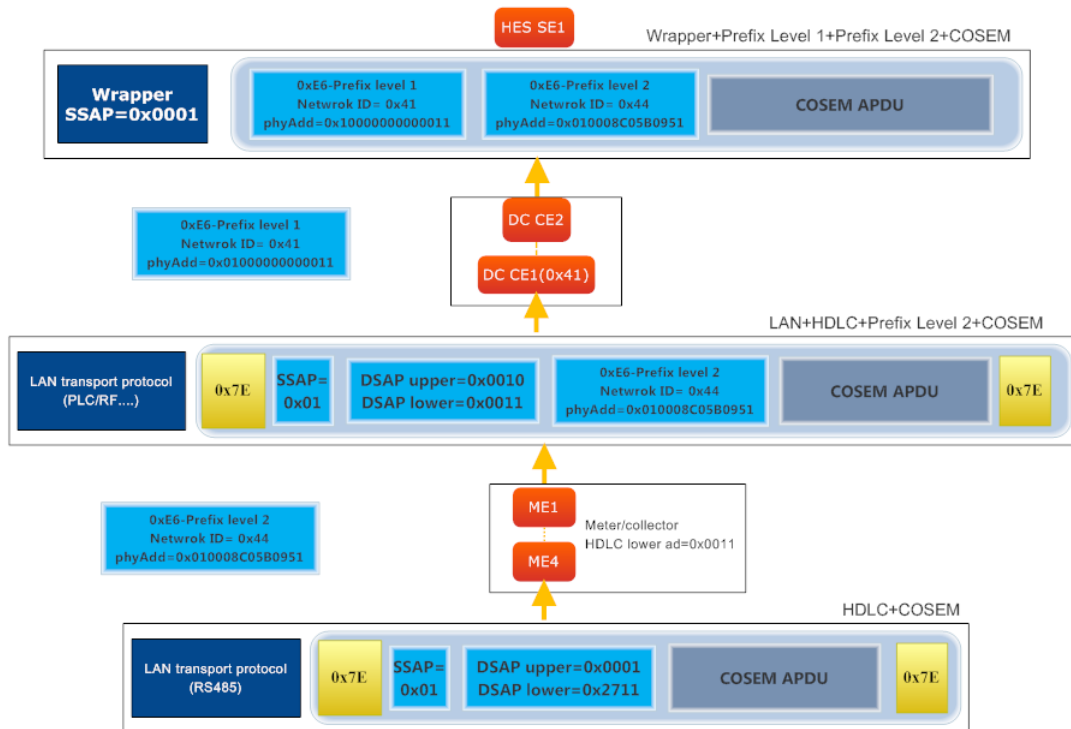 HES SE1
Wrapper+Prefix Level 1+Prefix Level 2+COSEM
Wrapper
SSAP=0x0001
0xE6-Prefix level 1
Netwrok ID= 0x41
phyAdd=0x10000000000011
0xE6-Prefix level 2
Netwrok ID= 0x44
phyAdd=0x010008C05B0951
COSEM APDU
0xE6-Prefix level 1
Netwrok ID= 0x41
phyAdd=0x01000000000011
DC CE2
DC CE1(0x41)
LAN+HDLC+Prefix Level 2+COSEM
LAN transport protocol
(PLC/RF....)
0x7E
SSAP=
0x01
DSAP upper=0x0010
DSAP lower=0x0011
0xE6-Prefix level 2
Netwrok ID= 0x44
phyAdd=0x010008C05B0951
COSEM APDU
0x7E
0xE6-Prefix level 2
Netwrok ID= 0x44
phyAdd=0x010008C05B0951
ME1
ME4
Meter/collector
HDLC lower ad=0x0011
HDLC+COSEM
LAN transport protocol
(RS485)
0x7E
SSAP=
0x01
DSAP upper=0x0001
DSAP lower=0x2711
COSEM APDU
0x7E